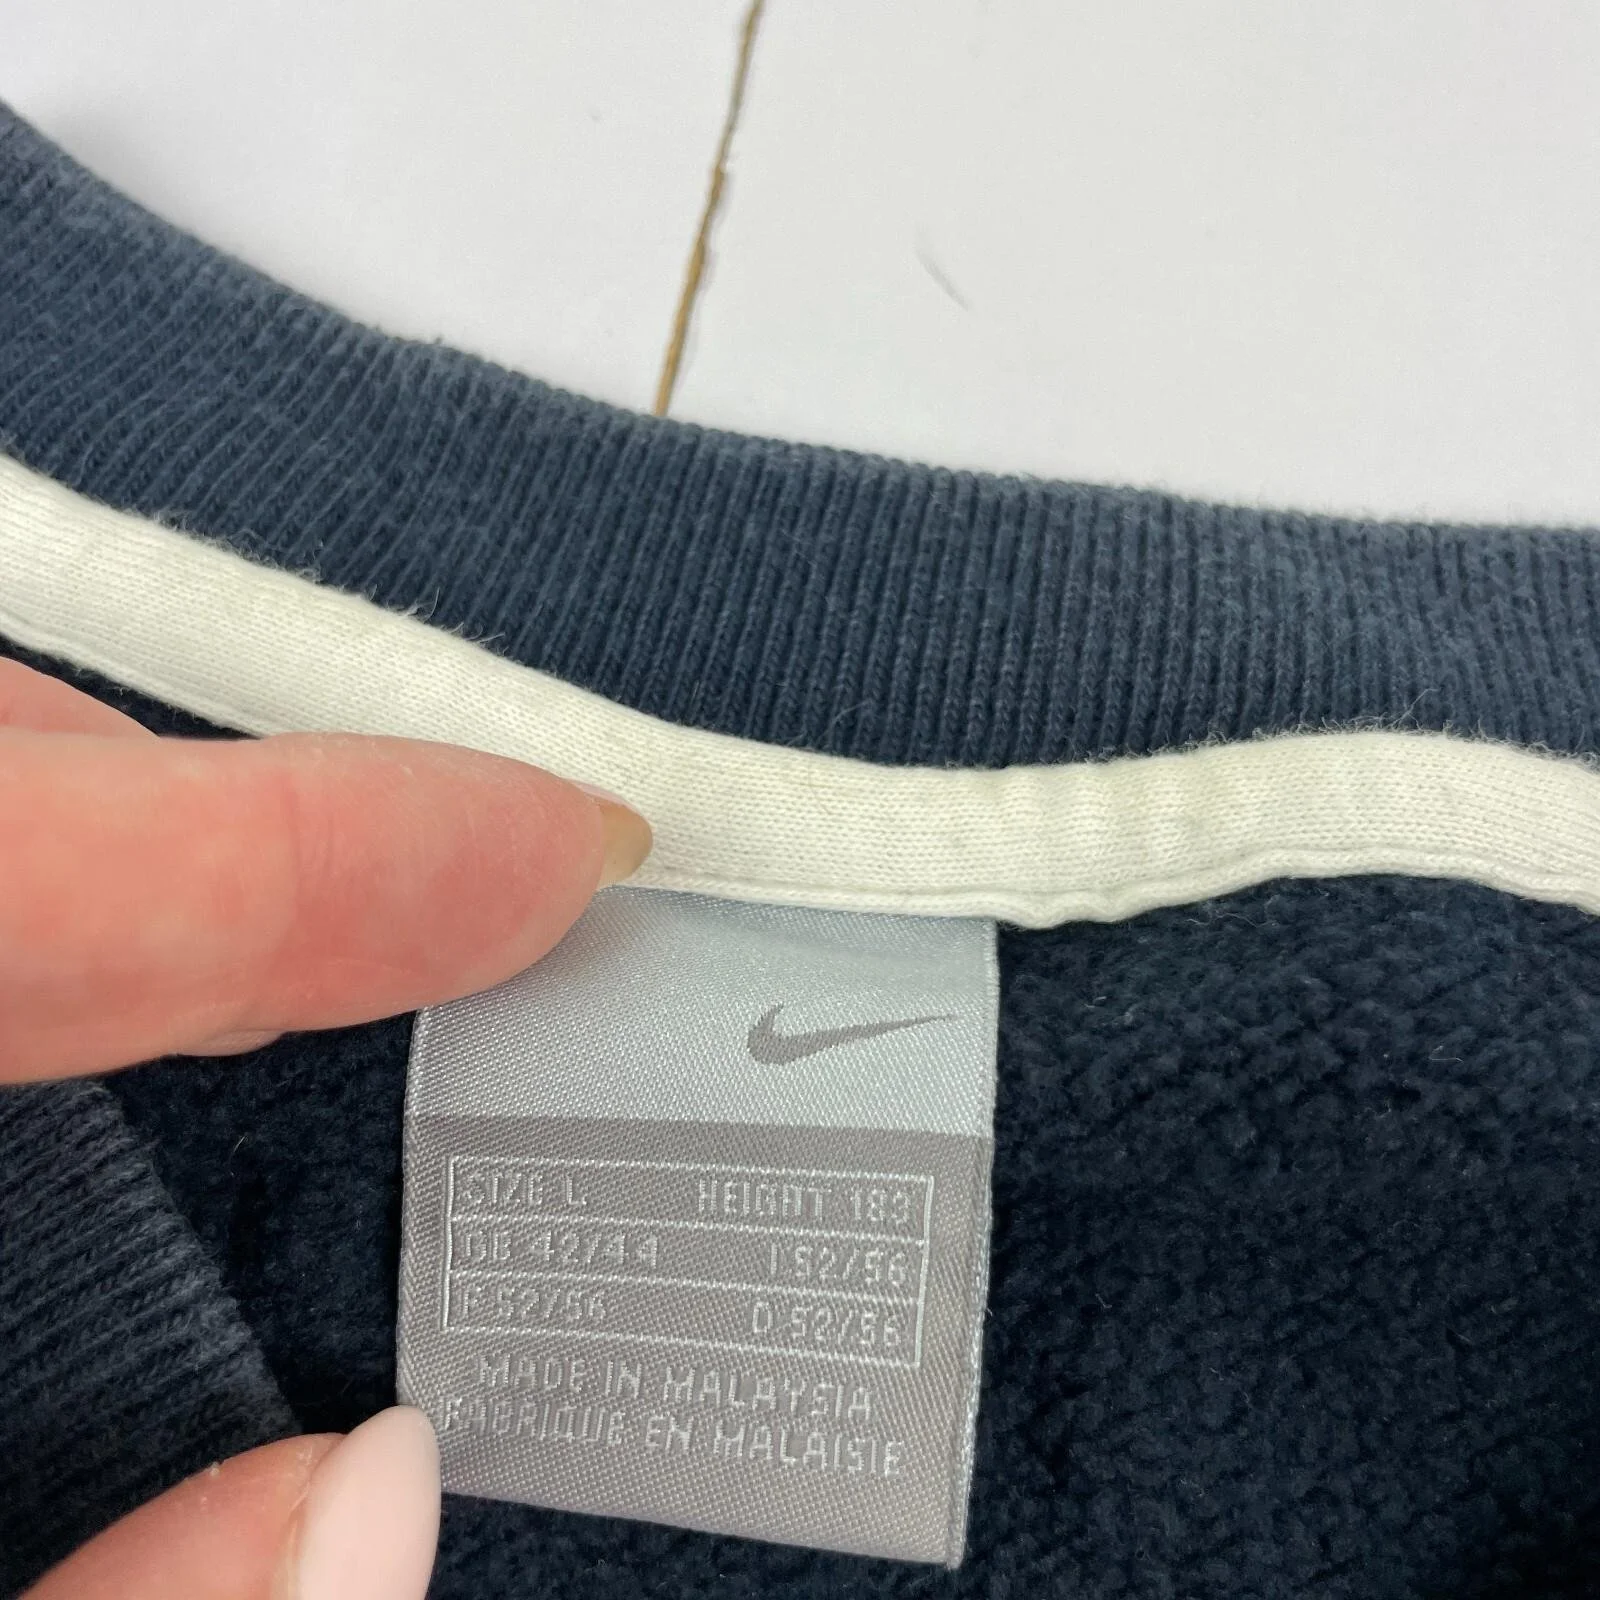 SIZE L HEIGHT 183
GB 42/44 I 52/56
F 52/56 D 52/56
MADE IN MALAYSIA
FABRIQUE EN MALAISIE